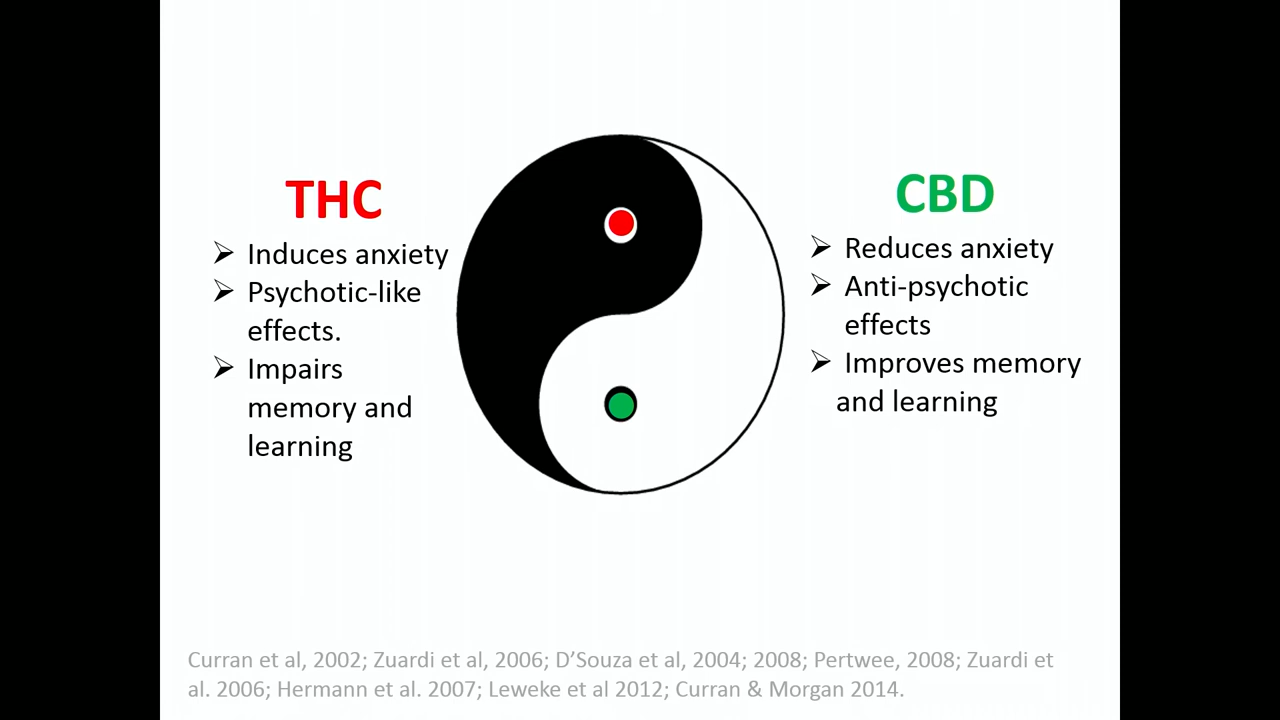 THC
➢ Induces anxiety
➢ Psychotic-like
effects.
➢ Impairs
memory and
learning
CBD
➢ Reduces anxiety
➢ Anti-psychotic
effects
➢ Improves memory
and learning
Curran et al, 2002; Zuardi et al, 2006; D’Souza et al, 2004; 2008; Pertwee, 2008; Zuardi et
al. 2006; Hermann et al. 2007; Leweke et al 2012; Curran & Morgan 2014.